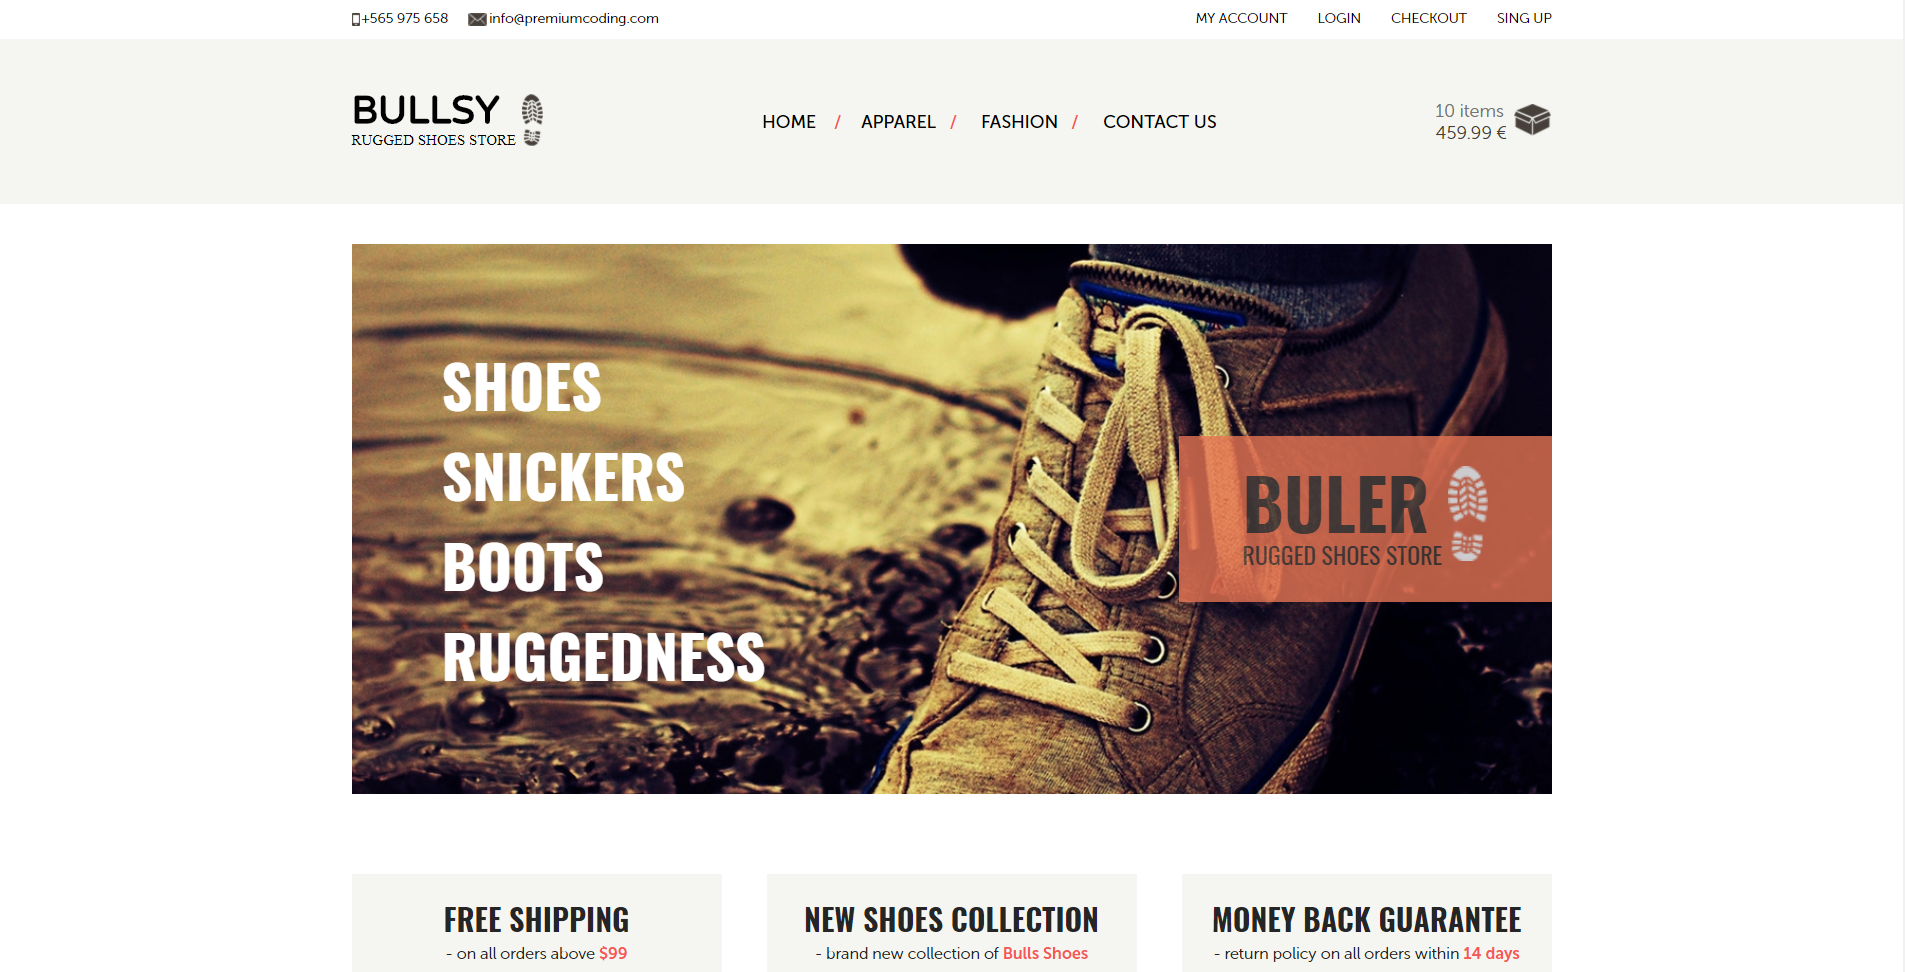 +565 975 658 info@premiumcoding.com MY ACCOUNT LOGIN CHECKOUT SING UP
BULLSY
RUGGED SHOES STORE
HOME / APPAREL / FASHION / CONTACT US
10 items
459.99 €
SHOES
SNICKERS
BOOTS
RUGGEDNESS
BULER
RUGGED SHOES STORE
FREE SHIPPING
- on all orders above $99
NEW SHOES COLLECTION
- brand new collection of Bulls Shoes
MONEY BACK GUARANTEE
- return policy on all orders within 14 days